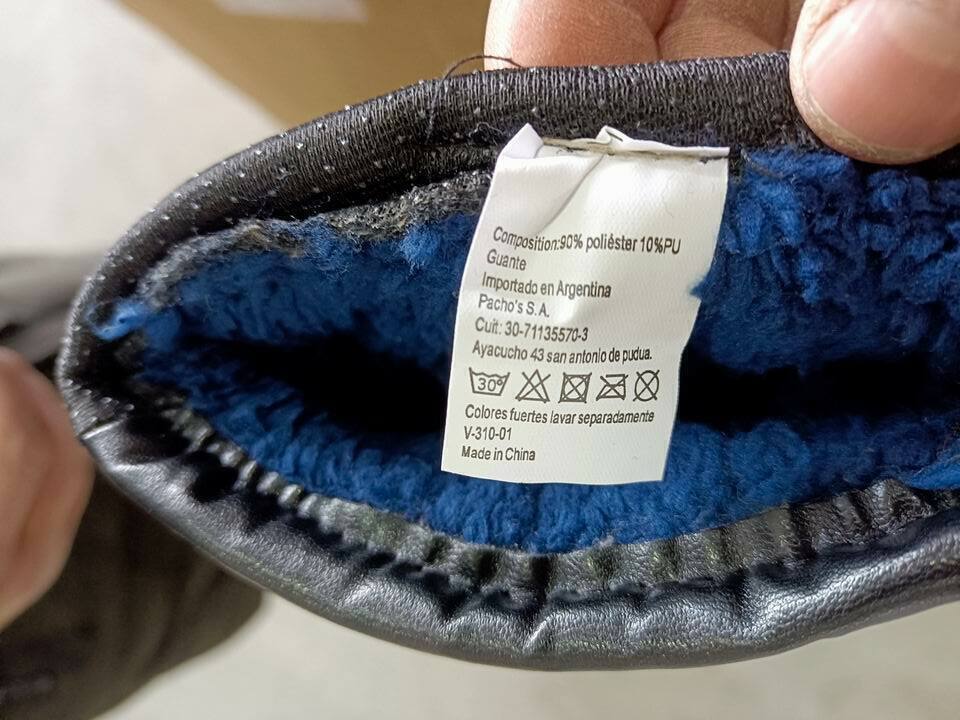 Composition:90% polièster 10%PU
Guante
Importado en Argentina
Pacho's S.A.
Cuit: 30-71135570-3
Ayacucho 43 san antonio de pudua.
30°
Colores fuertes lavar separadamente
V-310-01
Made in China